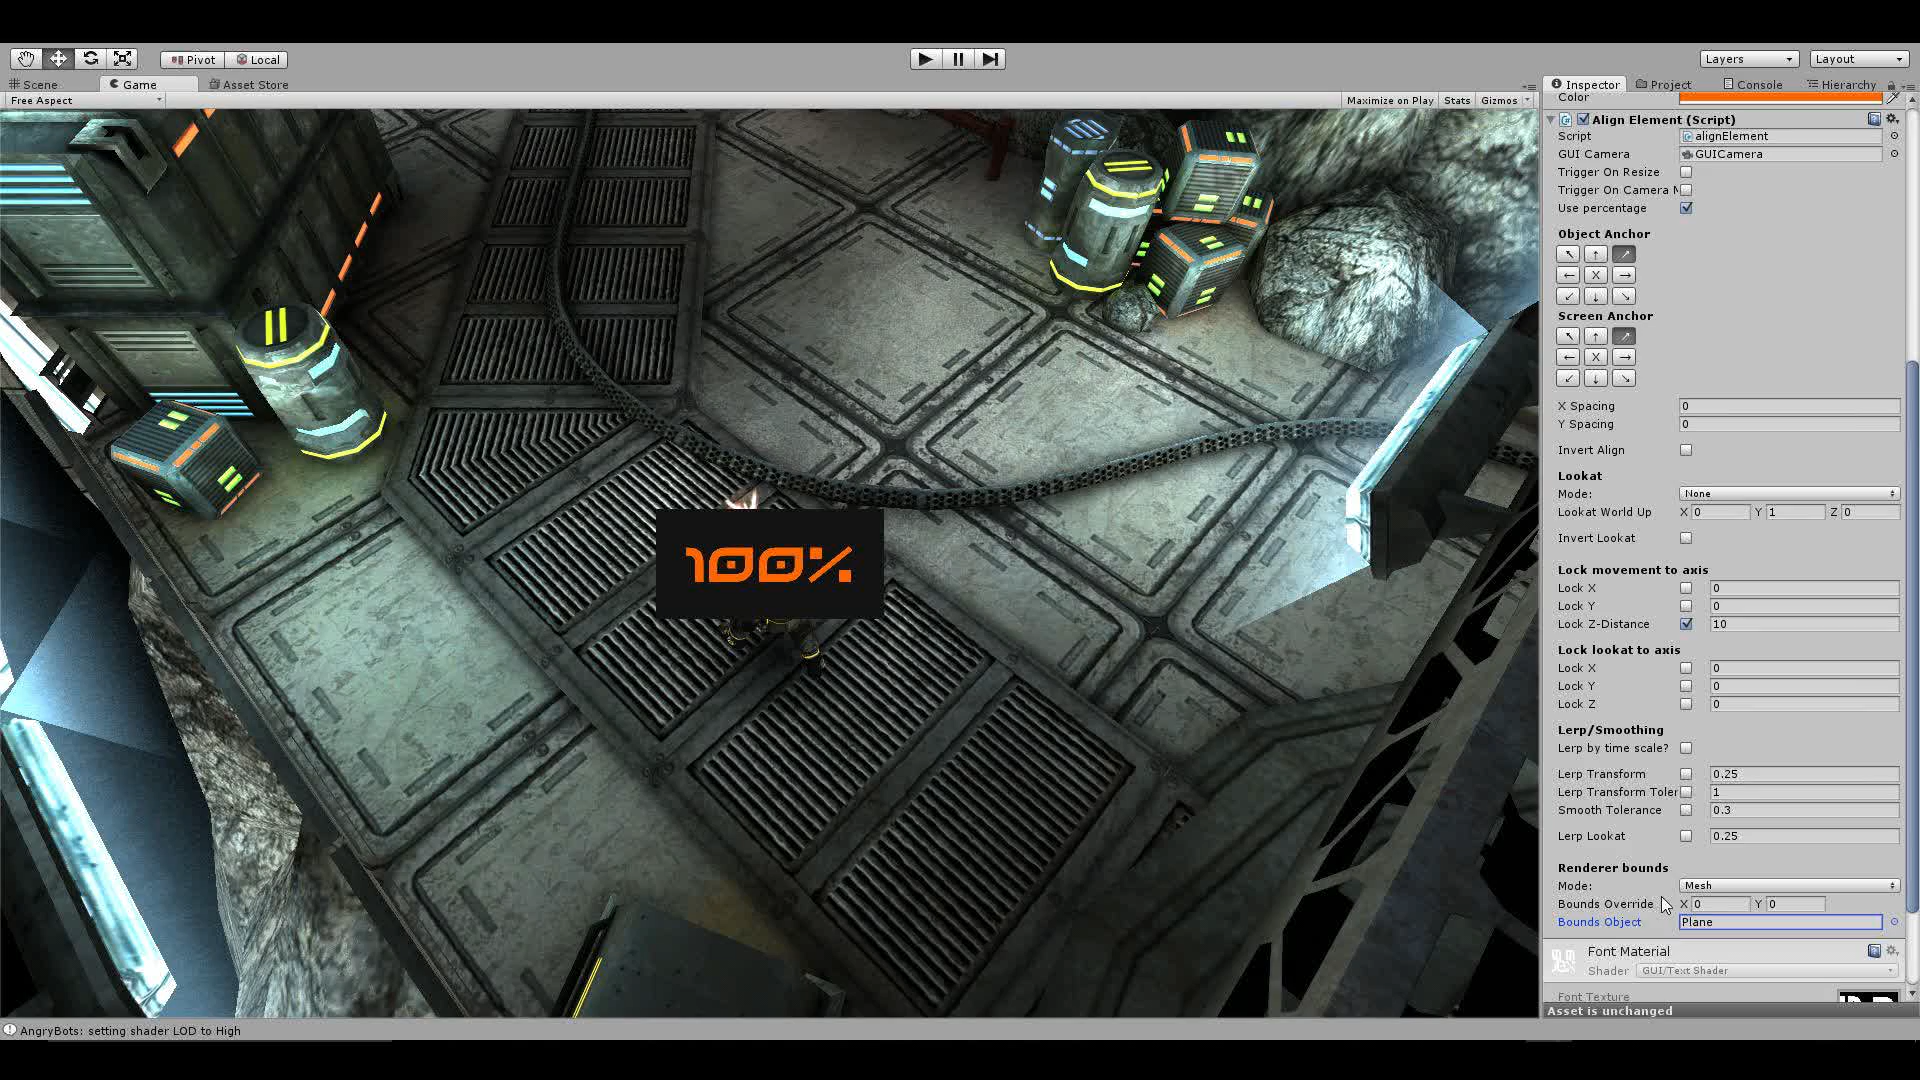 Pivot Local Layers Layout
Scene Game Asset Store Inspector Project Console Hierarchy
Free Aspect Maximize on Play Stats Gizmos Color
Align Element (Script)
Script alignElement
GUI Camera GUICamera
Trigger On Resize
Trigger On Camera M
Use percentage
Object Anchor
X
Screen Anchor
X
X Spacing 0
Y Spacing 0
Invert Align
Lookat
Mode: None
Lookat World Up X 0 Y 1 Z 0
Invert Lookat
100%
Lock movement to axis
Lock X 0
Lock Y 0
Lock Z-Distance 10
Lock lookat to axis
Lock X 0
Lock Y 0
Lock Z 0
Lerp/Smoothing
Lerp by time scale?
Lerp Transform 0.25
Lerp Transform Toler 1
Smooth Tolerance 0.3
Lerp Lookat 0.25
Renderer bounds
Mode: Mesh
Bounds Override X 0 Y 0
Bounds Object Plane
Font Material
Shader GUI/Text Shader
Font Texture
Asset is unchanged
AngryBots: setting shader LOD to High